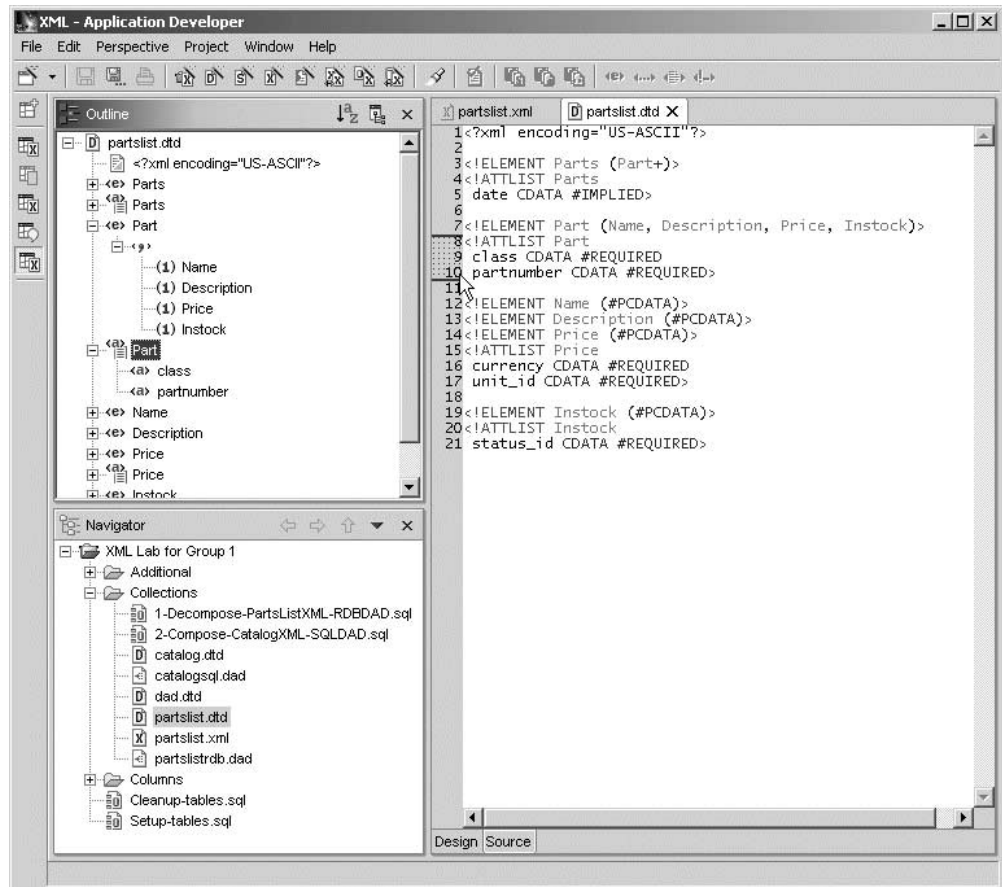 XML - Application Developer
File Edit Perspective Project Window Help
Outline
partslist.dtd
<?xml encoding="US-ASCII"?>
<e> Parts
<a> Parts
<e> Part
<,>
(1) Name
(1) Description
(1) Price
(1) Instock
<a> Part
<a> class
<a> partnumber
<e> Name
<e> Description
<e> Price
<a> Price
<e> Instock
Navigator
XML Lab for Group 1
Additional
Collections
1-Decompose-PartsListXML-RDBDAD.sql
2-Compose-CatalogXML-SQLDAD.sql
catalog.dtd
catalogsql.dad
dad.dtd
partslist.dtd
partslist.xml
partslistrdb.dad
Columns
Cleanup-tables.sql
Setup-tables.sql
partslist.xml partslist.dtd
1<?xml encoding="US-ASCII"?>
2
3<!ELEMENT Parts (Part+)>
4<!ATTLIST Parts
5 date CDATA #IMPLIED>
6
7<!ELEMENT Part (Name, Description, Price, Instock)>
8<!ATTLIST Part
9 class CDATA #REQUIRED
10 partnumber CDATA #REQUIRED>
11
12<!ELEMENT Name (#PCDATA)>
13<!ELEMENT Description (#PCDATA)>
14<!ELEMENT Price (#PCDATA)>
15<!ATTLIST Price
16 currency CDATA #REQUIRED
17 unit_id CDATA #REQUIRED>
18
19<!ELEMENT Instock (#PCDATA)>
20<!ATTLIST Instock
21 status_id CDATA #REQUIRED>
Design Source